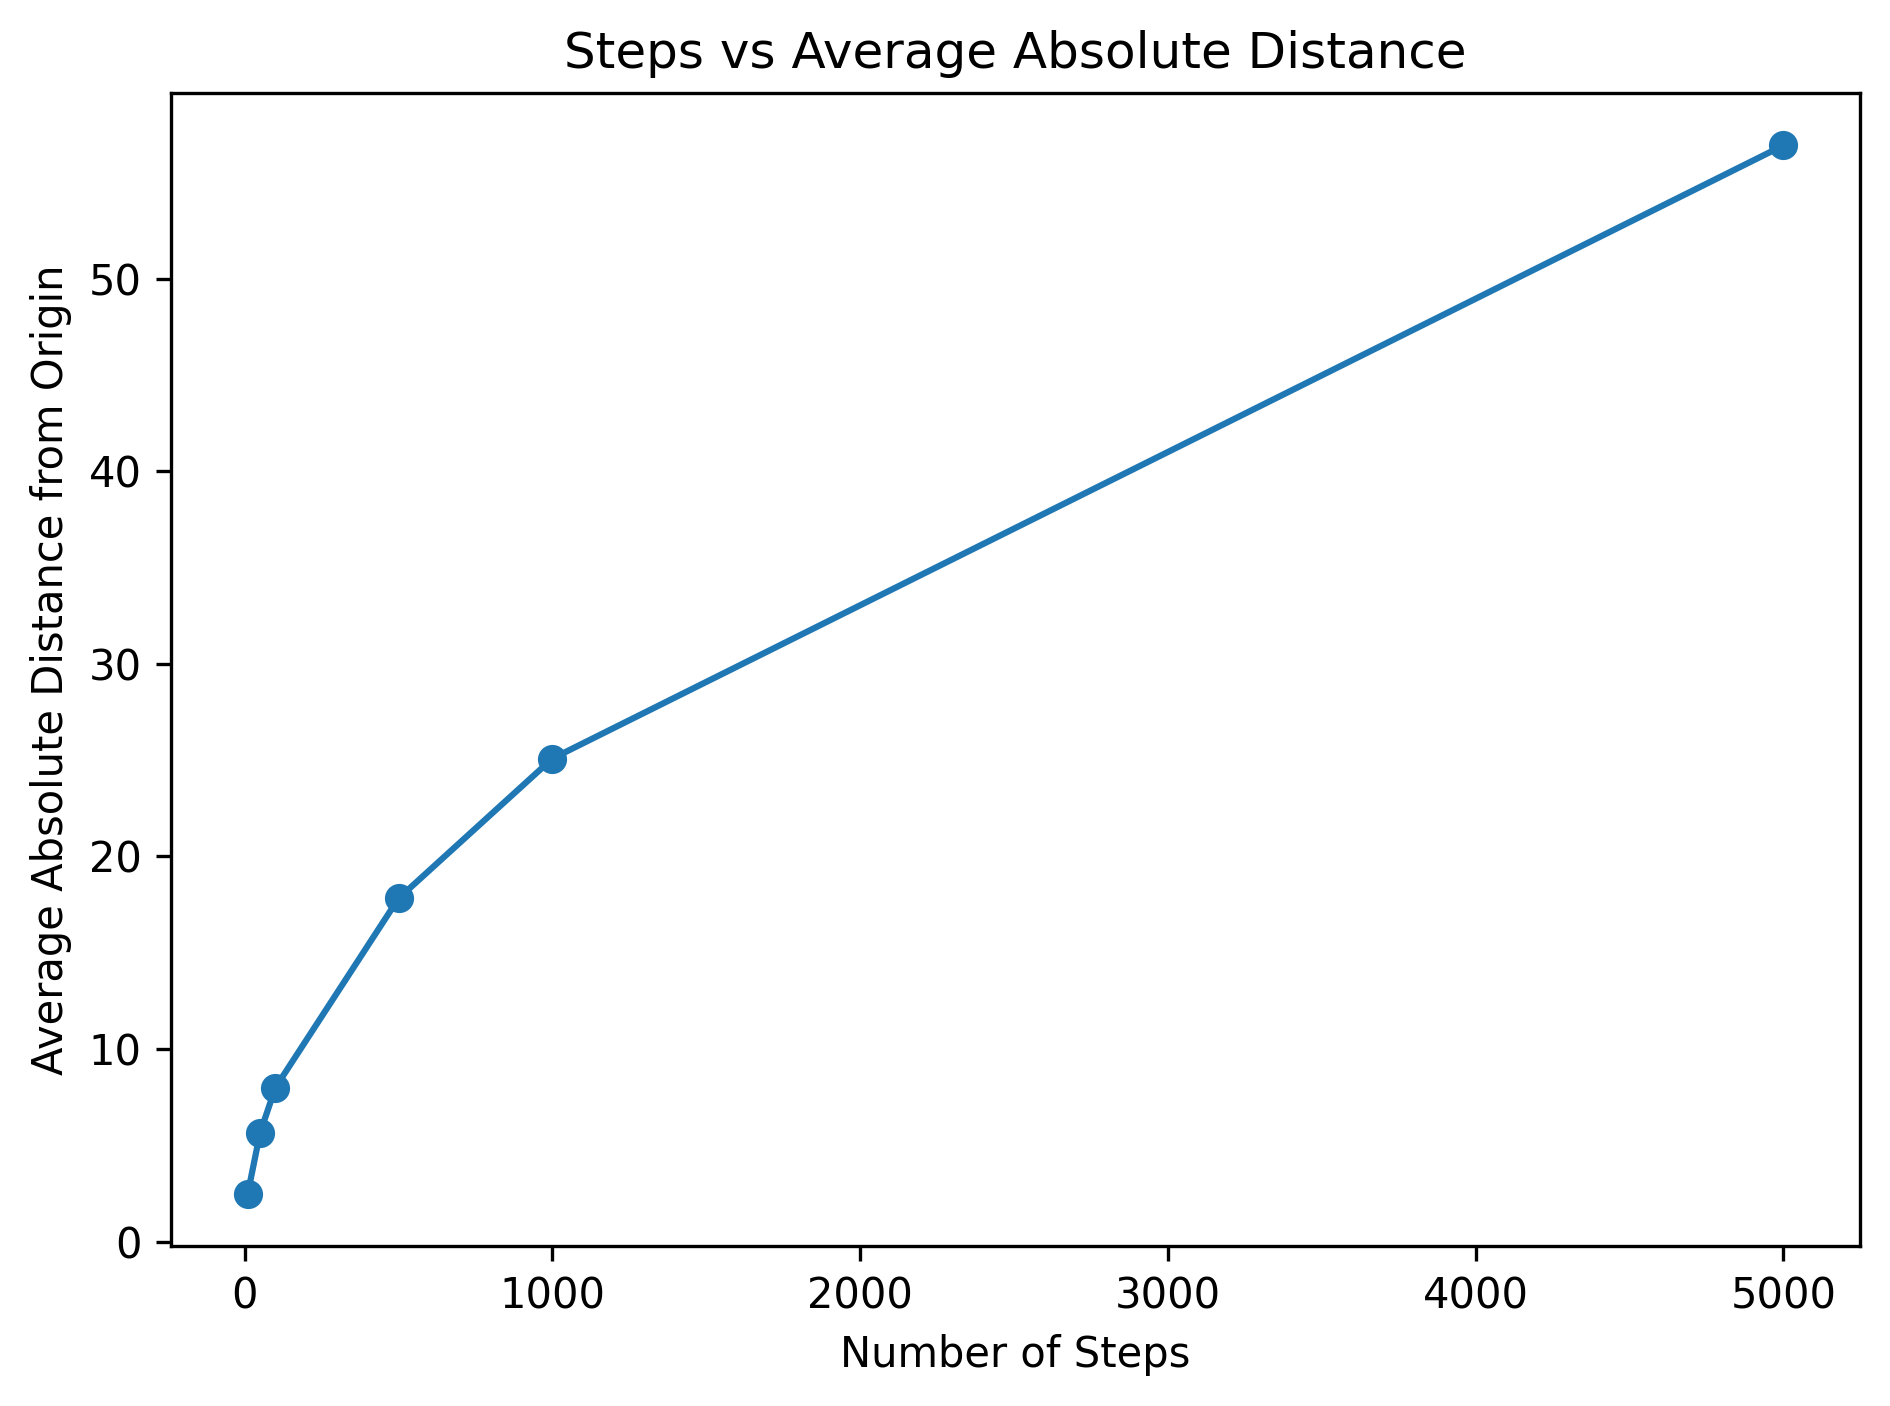 Steps vs Average Absolute Distance
Average Absolute Distance from Origin
50
40
30
20
10
0
0 1000 2000 3000 4000 5000
Number of Steps